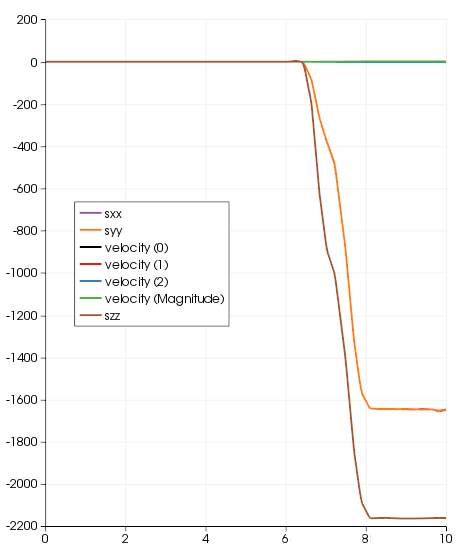 200
0
-200
-400
-600
-800
-1000
-1200
-1400
-1600
-1800
-2000
-2200
sxx
syy
velocity (0)
velocity (1)
velocity (2)
velocity (Magnitude)
szz
0 2 4 6 8 10